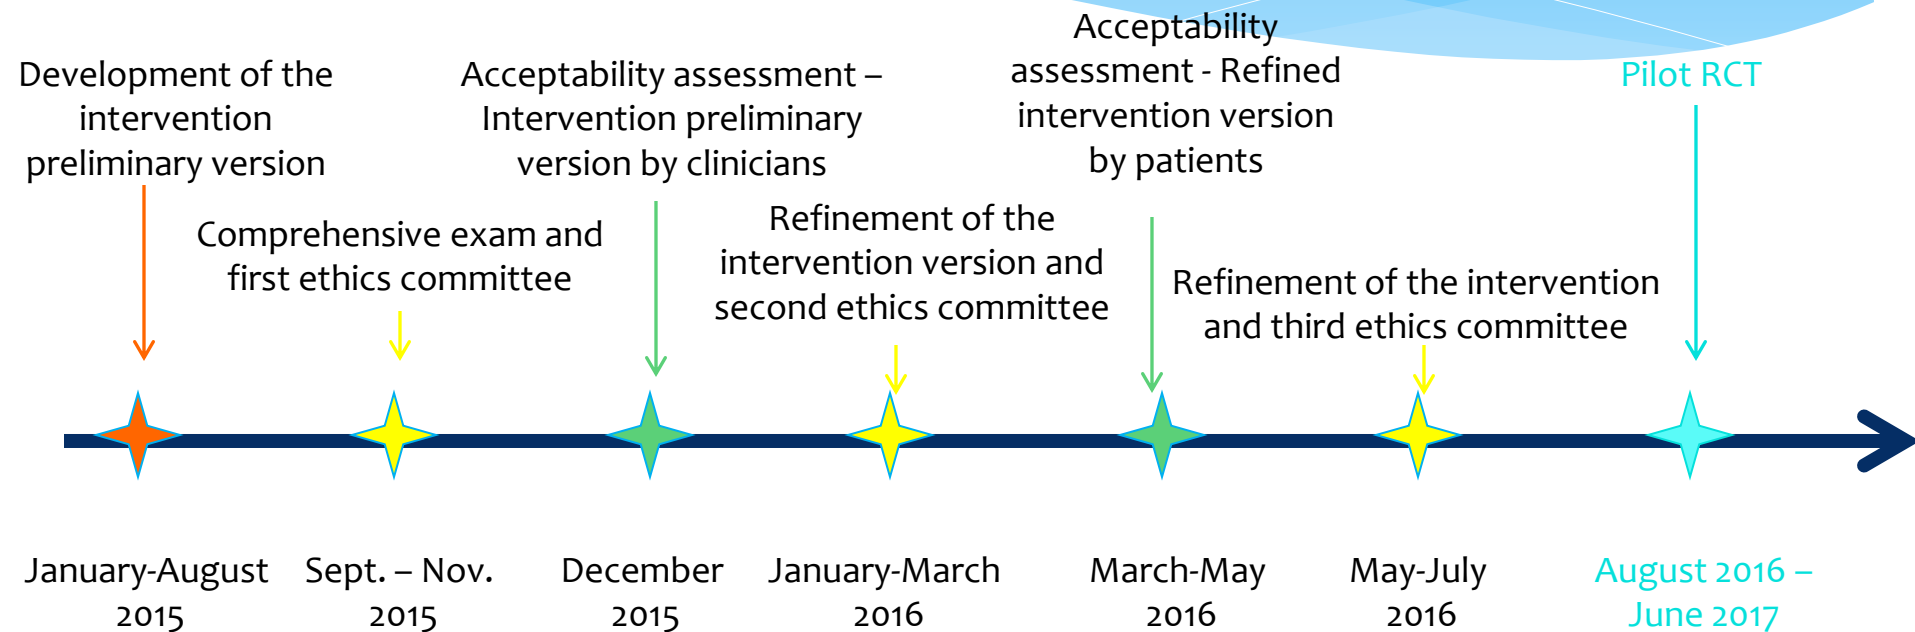 Development of the
intervention
preliminary version
Comprehensive exam and
first ethics committee
Acceptability assessment –
Intervention preliminary
version by clinicians
Refinement of the
intervention version and
second ethics committee
Acceptability
assessment - Refined
intervention version
by patients
Refinement of the intervention
and third ethics committee
Pilot RCT
January-August
2015
Sept. – Nov.
2015
December
2015
January-March
2016
March-May
2016
May-July
2016
August 2016 –
June 2017